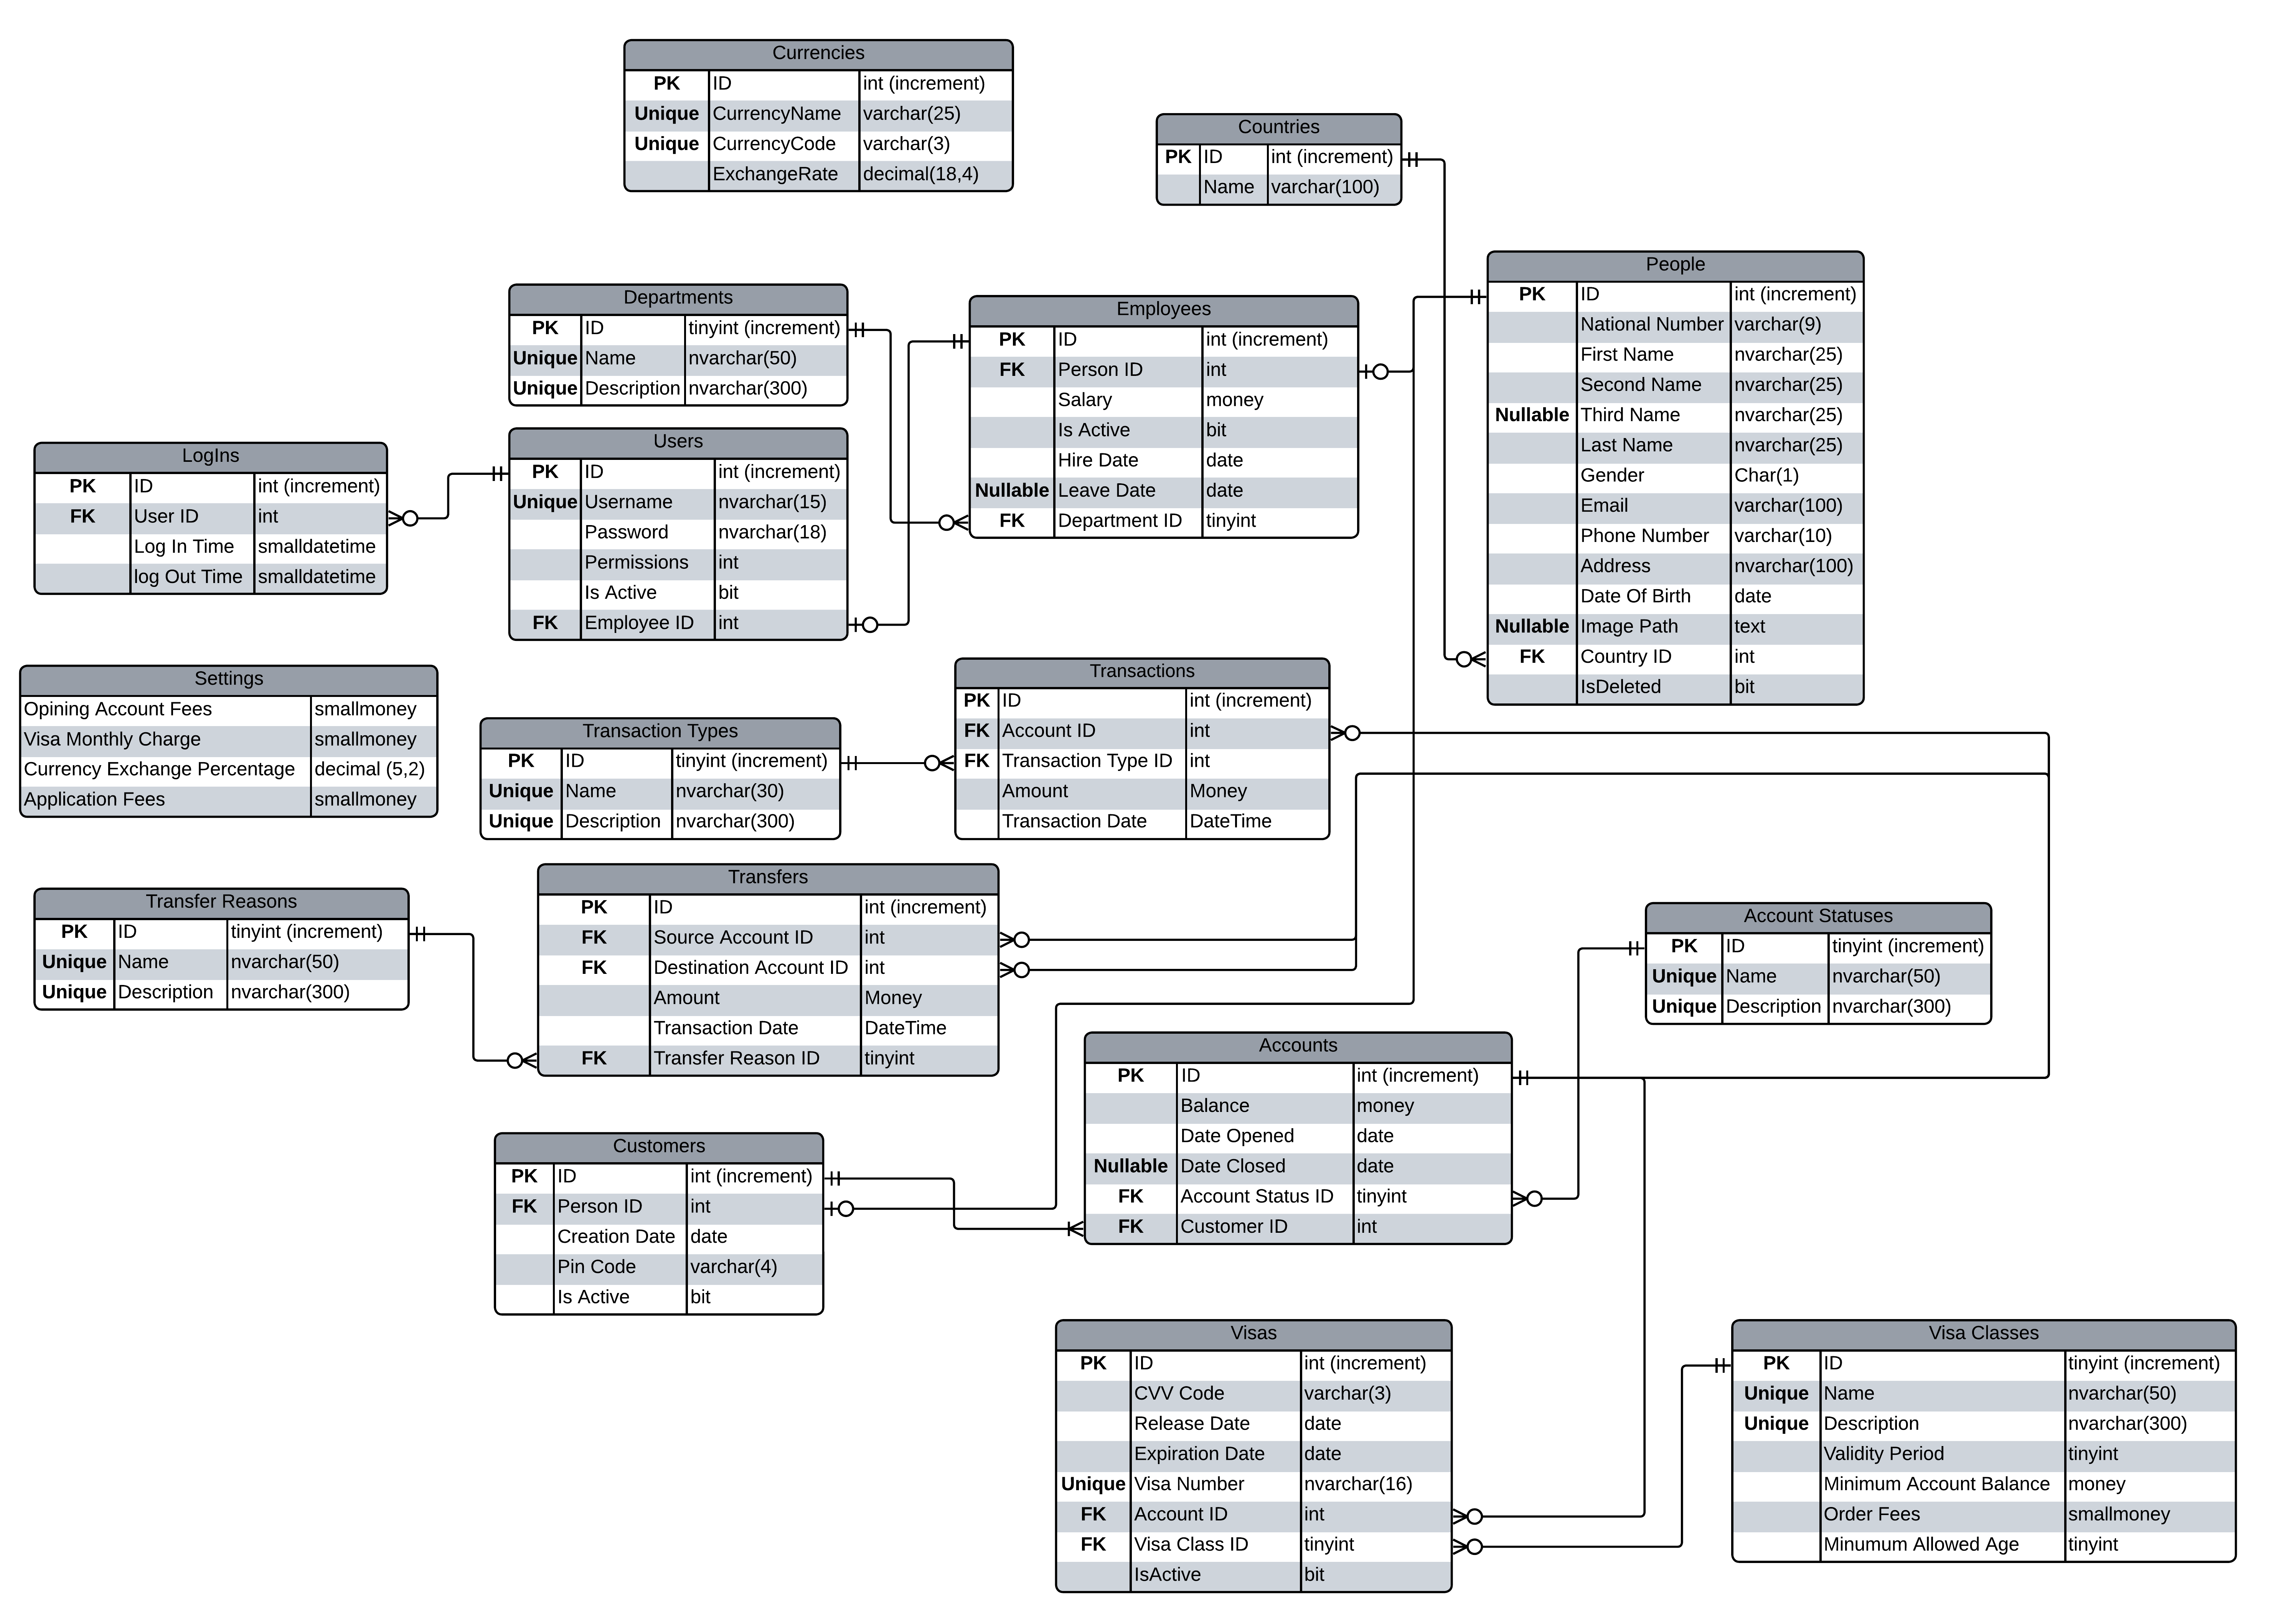 Currencies
PK ID int (increment)
Unique CurrencyName varchar(25)
Unique CurrencyCode varchar(3)
ExchangeRate decimal(18,4)
Countries
PK ID int (increment)
Name varchar(100)
People
PK ID int (increment)
National Number varchar(9)
First Name nvarchar(25)
Second Name nvarchar(25)
Nullable Third Name nvarchar(25)
Last Name nvarchar(25)
Gender Char(1)
Email varchar(100)
Phone Number varchar(10)
Address nvarchar(100)
Date Of Birth date
Nullable Image Path text
FK Country ID int
IsDeleted bit
Departments
PK ID tinyint (increment)
Unique Name nvarchar(50)
Unique Description nvarchar(300)
Employees
PK ID int (increment)
FK Person ID int
Salary money
Is Active bit
Hire Date date
Nullable Leave Date date
FK Department ID tinyint
LogIns
PK ID int (increment)
FK User ID int
Log In Time smalldatetime
log Out Time smalldatetime
Users
PK ID int (increment)
Unique Username nvarchar(15)
Password nvarchar(18)
Permissions int
Is Active bit
FK Employee ID int
Settings
Opining Account Fees smallmoney
Visa Monthly Charge smallmoney
Currency Exchange Percentage decimal (5,2)
Application Fees smallmoney
Transaction Types
PK ID tinyint (increment)
Unique Name nvarchar(30)
Unique Description nvarchar(300)
Transactions
PK ID int (increment)
FK Account ID int
FK Transaction Type ID int
Amount Money
Transaction Date DateTime
Transfer Reasons
PK ID tinyint (increment)
Unique Name nvarchar(50)
Unique Description nvarchar(300)
Transfers
PK ID int (increment)
FK Source Account ID int
FK Destination Account ID int
Amount Money
Transaction Date DateTime
FK Transfer Reason ID tinyint
Account Statuses
PK ID tinyint (increment)
Unique Name nvarchar(50)
Unique Description nvarchar(300)
Accounts
PK ID int (increment)
Balance money
Date Opened date
Nullable Date Closed date
FK Account Status ID tinyint
FK Customer ID int
Customers
PK ID int (increment)
FK Person ID int
Creation Date date
Pin Code varchar(4)
Is Active bit
Visas
PK ID int (increment)
CVV Code varchar(3)
Release Date date
Expiration Date date
Unique Visa Number nvarchar(16)
FK Account ID int
FK Visa Class ID tinyint
IsActive bit
Visa Classes
PK ID tinyint (increment)
Unique Name nvarchar(50)
Unique Description nvarchar(300)
Validity Period tinyint
Minimum Account Balance money
Order Fees smallmoney
Minumum Allowed Age tinyint